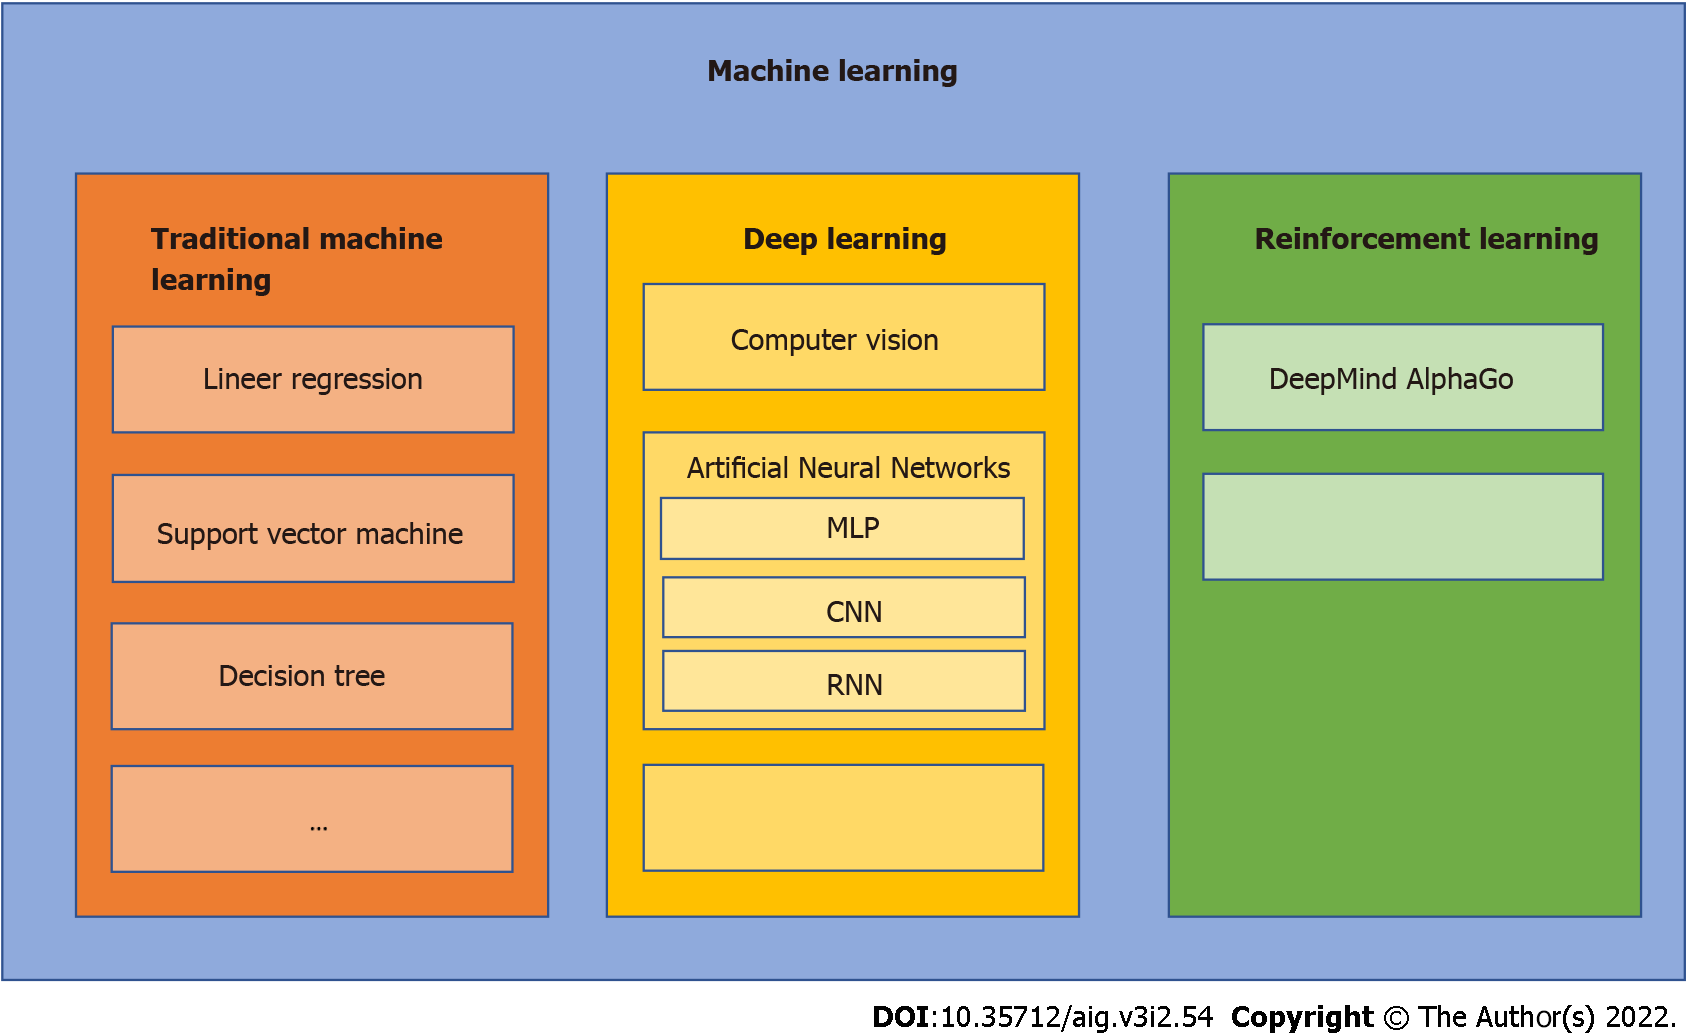 Machine learning
Traditional machine
learning
Lineer regression
Support vector machine
Decision tree
...
Deep learning
Computer vision
Artificial Neural Networks
MLP
CNN
RNN
Reinforcement learning
DeepMind AlphaGo
DOI:10.35712/aig.v3i2.54 Copyright © The Author(s) 2022.